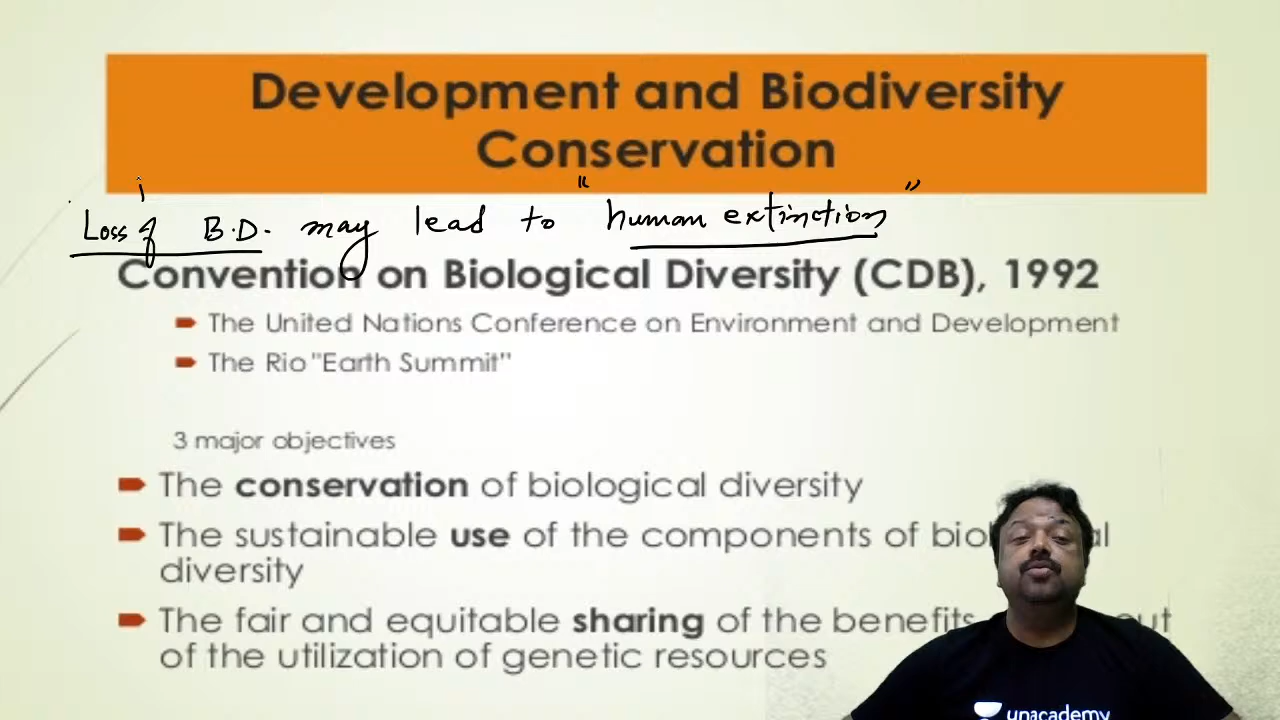 Development and Biodiversity
Conservation
Loss of B.D. may lead to "human extinction"
Convention on Biological Diversity (CDB), 1992
The United Nations Conference on Environment and Development
The Rio "Earth Summit"
3 major objectives
The conservation of biological diversity
The sustainable use of the components of
diversity
The fair and equitable sharing of the benefits
of the utilization of genetic resources
unacademy